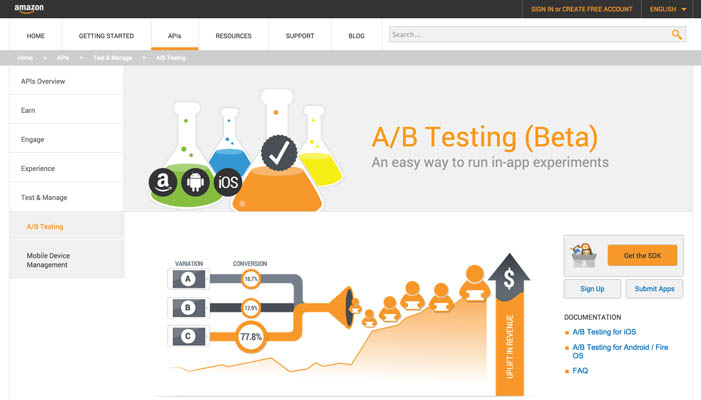 amazon
SIGN IN or CREATE FREE ACCOUNT
ENGLISH
HOME
GETTING STARTED
APIs
RESOURCES
SUPPORT
BLOG
Search...
Home > APIs > Test & Manage > A/B Testing
APIs Overview
Earn
Engage
Experience
Test & Manage
A/B Testing
Mobile Device
Management
a
iOS
A/B Testing (Beta)
An easy way to run in-app experiments
VARIATION
CONVERSION
A
18.7%
B
12.6%
C
77.8%
$
UPLIFT IN REVENUE
Get the SDK
Sign Up
Submit Apps
DOCUMENTATION
A/B Testing for iOS
A/B Testing for Android / Fire
OS
FAQ